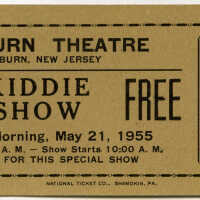 URN THEATRE
BURN, NEW JERSEY
KIDDIE
SHOW
FREE
orning, May 21, 1955
A. M. — Show Starts 10:00 A. M.
FOR THIS SPECIAL SHOW
NATIONAL TICKET CO., SHAMOKIN, PA.